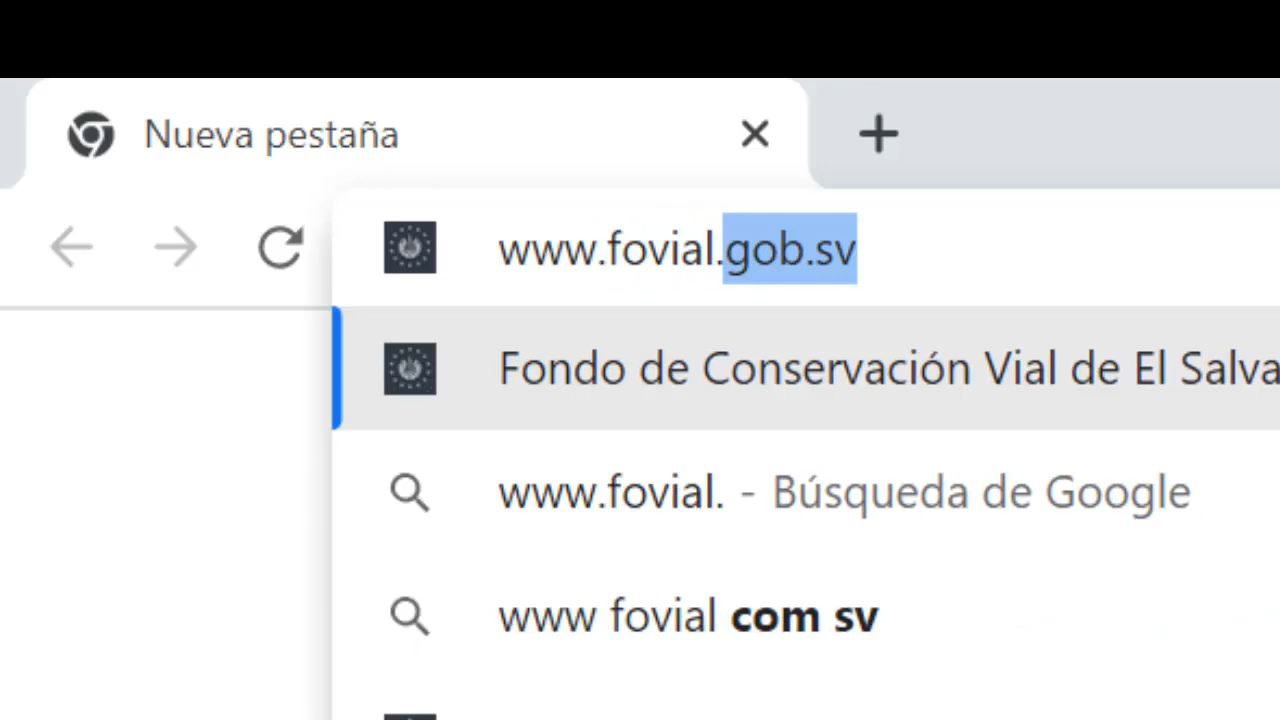 Nueva pestaña
www.fovial.gob.sv
Fondo de Conservación Vial de El Salva
www.fovial. - Búsqueda de Google
www fovial com sv